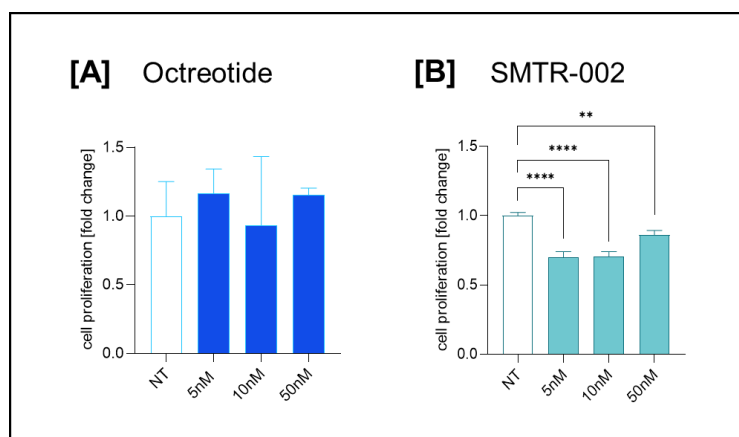 [A] Octreotide
cell proliferation [fold change]
1.5
1.0
0.5
0.0
NT
5nM
10nM
50nM
[B] SMTR-002
cell proliferation [fold change]
1.5
1.0
0.5
0.0
**
****
****
NT
5nM
10nM
50nM